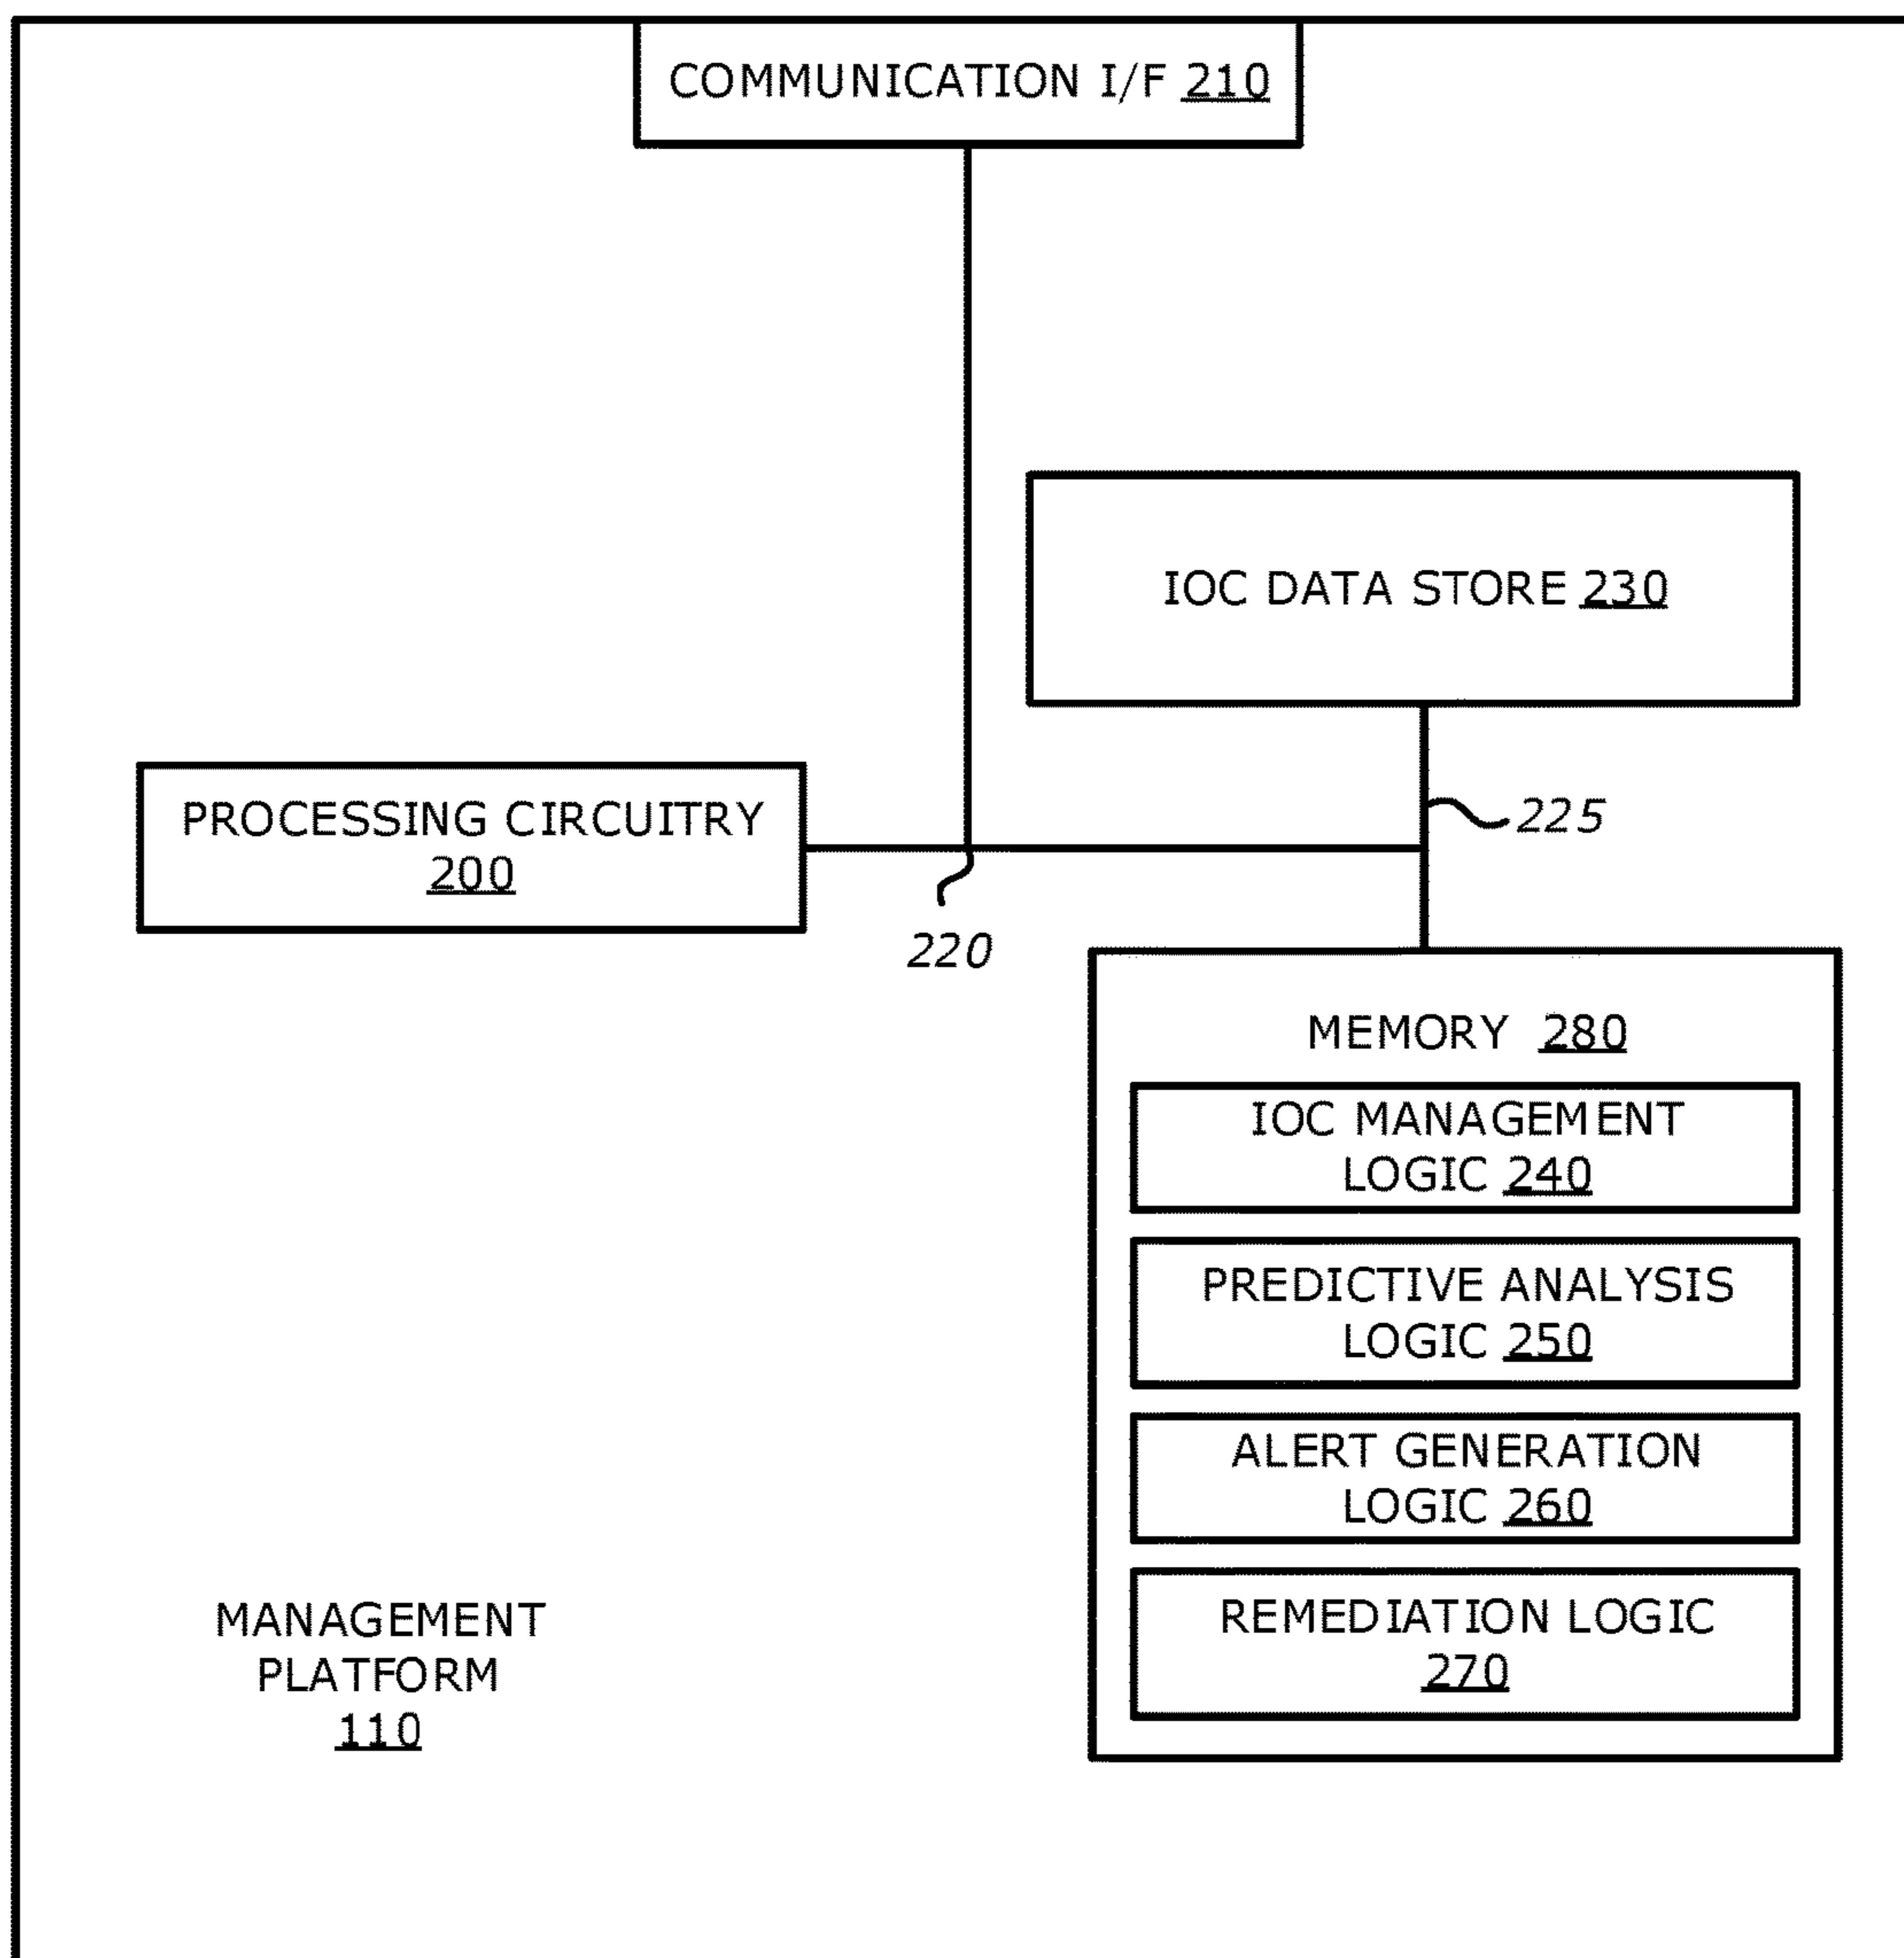 COMMUNICATION I/F 210
IOC DATA STORE 230
PROCESSING CIRCUITRY
200
225
220
MEMORY 280
IOC MANAGEMENT
LOGIC 240
PREDICTIVE ANALYSIS
LOGIC 250
ALERT GENERATION
LOGIC 260
REMEDIATION LOGIC
270
MANAGEMENT
PLATFORM
110